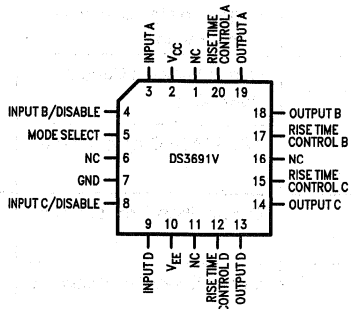 INPUT A
VCC
NC
RISE TIME
CONTROL A
OUTPUT A
3 2 1 20 19
INPUT B/DISABLE 4
MODE SELECT 5
NC 6
GND 7
INPUT C/DISABLE 8
DS3691V
18 OUTPUT B
17 RISE TIME
CONTROL B
16 NC
15 RISE TIME
CONTROL C
14 OUTPUT C
9 10 11 12 13
INPUT D
VEE
NC
RISE TIME
CONTROL D
OUTPUT D